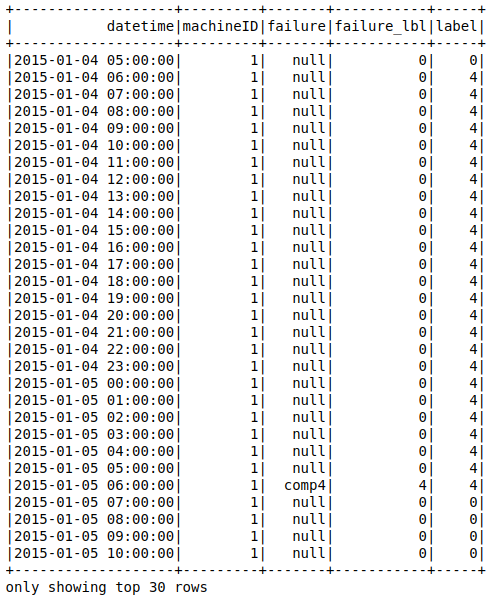 +-------------------+---------+-------+-----------+-----+
|           datetime|machineID|failure|failure_lbl|label|
+-------------------+---------+-------+-----------+-----+
|2015-01-04 05:00:00|        1|   null|          0|    0|
|2015-01-04 06:00:00|        1|   null|          0|    4|
|2015-01-04 07:00:00|        1|   null|          0|    4|
|2015-01-04 08:00:00|        1|   null|          0|    4|
|2015-01-04 09:00:00|        1|   null|          0|    4|
|2015-01-04 10:00:00|        1|   null|          0|    4|
|2015-01-04 11:00:00|        1|   null|          0|    4|
|2015-01-04 12:00:00|        1|   null|          0|    4|
|2015-01-04 13:00:00|        1|   null|          0|    4|
|2015-01-04 14:00:00|        1|   null|          0|    4|
|2015-01-04 15:00:00|        1|   null|          0|    4|
|2015-01-04 16:00:00|        1|   null|          0|    4|
|2015-01-04 17:00:00|        1|   null|          0|    4|
|2015-01-04 18:00:00|        1|   null|          0|    4|
|2015-01-04 19:00:00|        1|   null|          0|    4|
|2015-01-04 20:00:00|        1|   null|          0|    4|
|2015-01-04 21:00:00|        1|   null|          0|    4|
|2015-01-04 22:00:00|        1|   null|          0|    4|
|2015-01-04 23:00:00|        1|   null|          0|    4|
|2015-01-05 00:00:00|        1|   null|          0|    4|
|2015-01-05 01:00:00|        1|   null|          0|    4|
|2015-01-05 02:00:00|        1|   null|          0|    4|
|2015-01-05 03:00:00|        1|   null|          0|    4|
|2015-01-05 04:00:00|        1|   null|          0|    4|
|2015-01-05 05:00:00|        1|   null|          0|    4|
|2015-01-05 06:00:00|        1|  comp4|          4|    4|
|2015-01-05 07:00:00|        1|   null|          0|    0|
|2015-01-05 08:00:00|        1|   null|          0|    0|
|2015-01-05 09:00:00|        1|   null|          0|    0|
|2015-01-05 10:00:00|        1|   null|          0|    0|
+-------------------+---------+-------+-----------+-----+
only showing top 30 rows